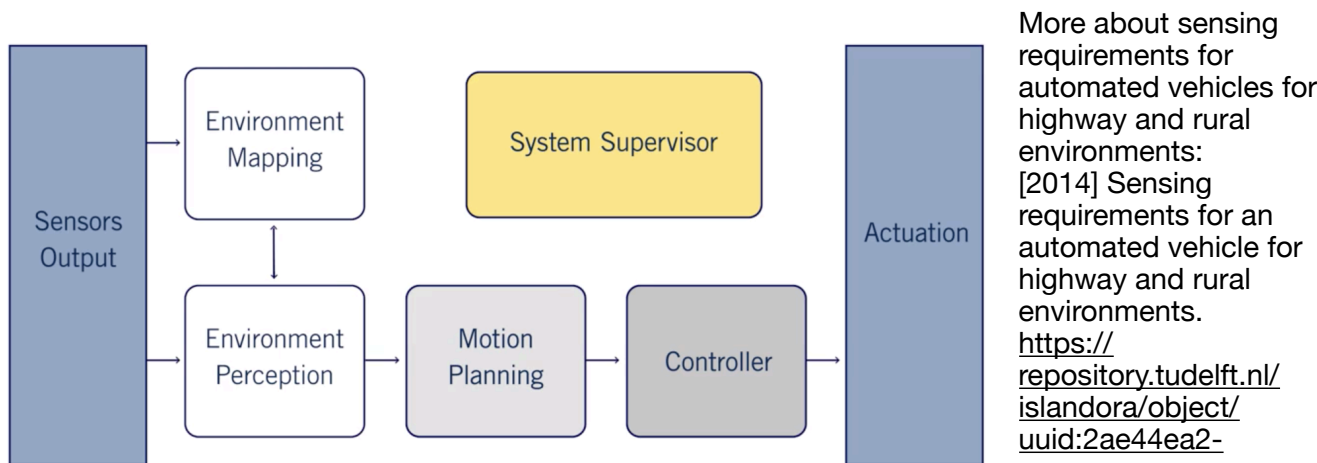 Sensors
Output
Environment
Mapping
System Supervisor
Environment
Perception
Motion
Planning
Controller
Actuation
More about sensing
requirements for
automated vehicles for
highway and rural
environments:
[2014] Sensing
requirements for an
automated vehicle for
highway and rural
environments.
https://
repository.tudelft.nl/
islandora/object/
uuid:2ae44ea2-